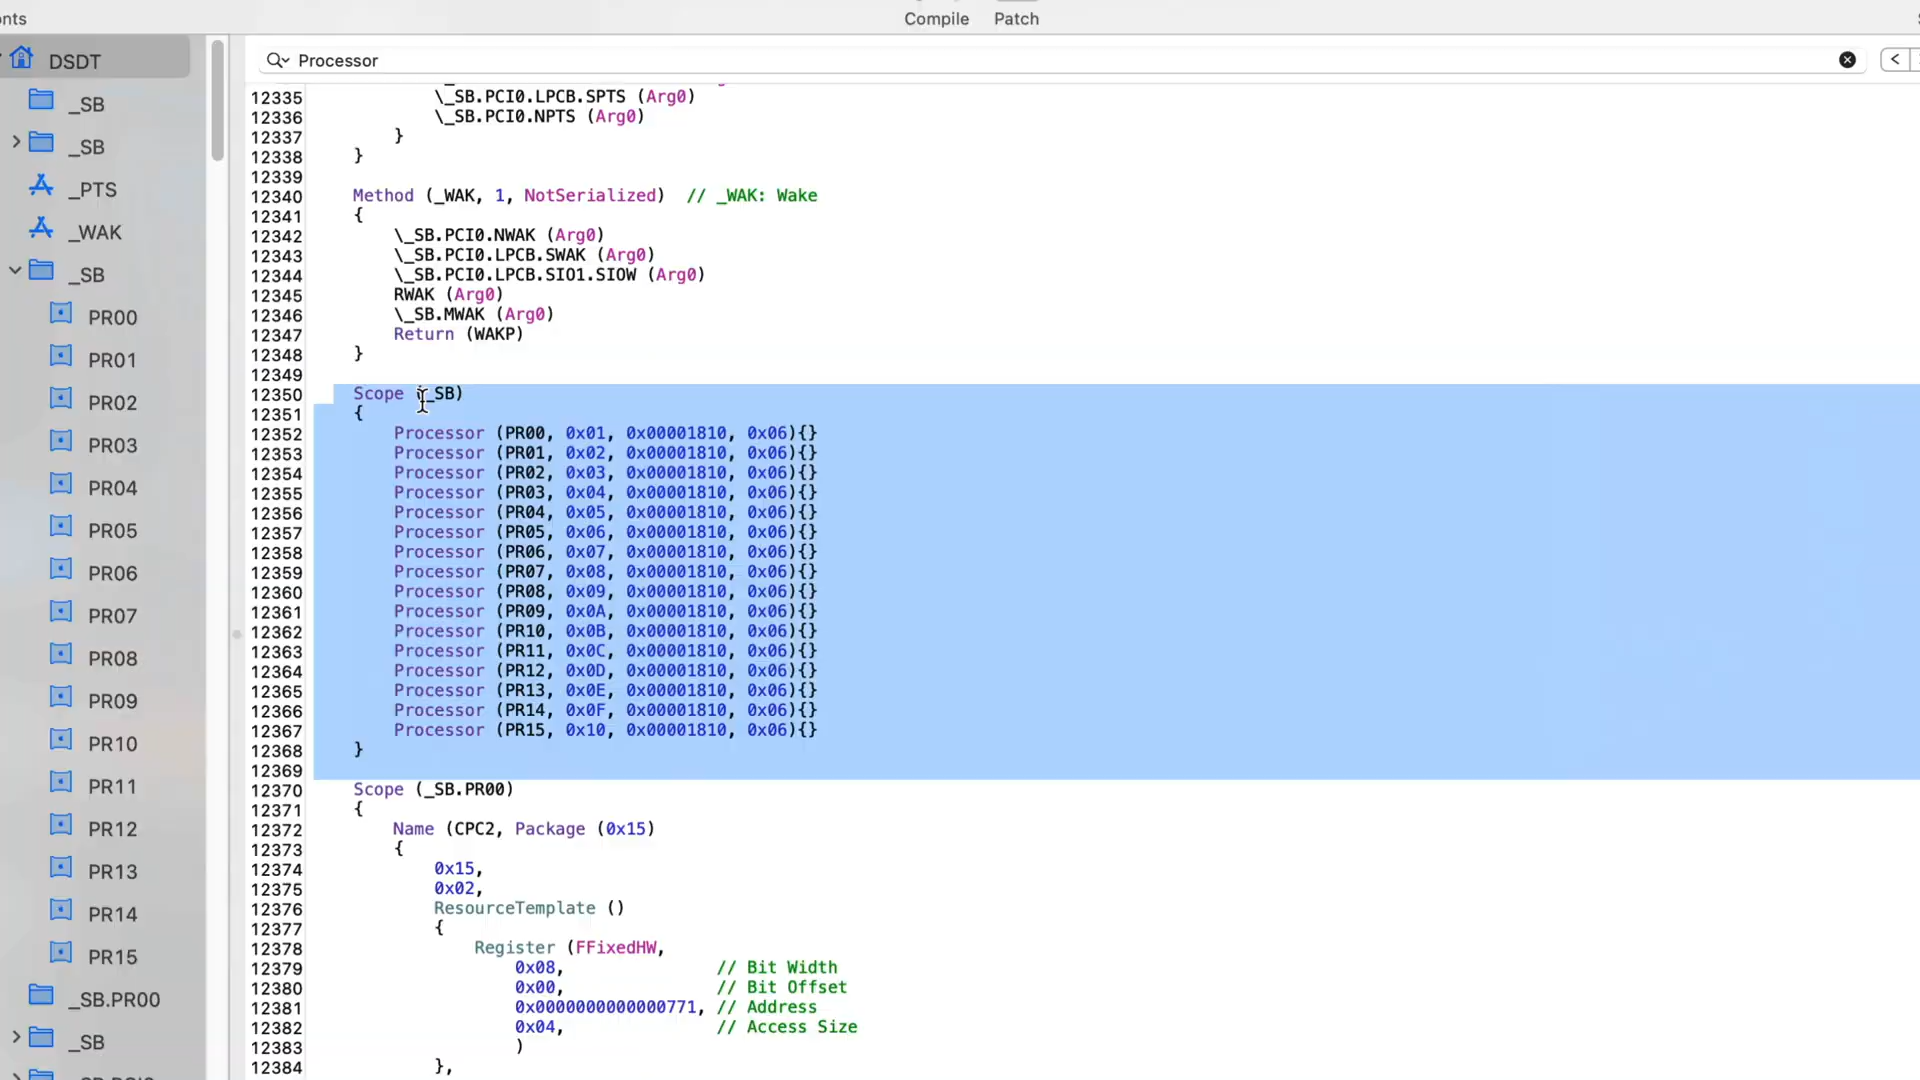 Compile Patch
DSDT
Processor
_SB
_SB
_PTS
_WAK
_SB
PR00
PR01
PR02
PR03
PR04
PR05
PR06
PR07
PR08
PR09
PR10
PR11
PR12
PR13
PR14
PR15
_SB.PR00
_SB
12335 \_SB.PCI0.LPCB.SPTS (Arg0)
12336 \_SB.PCI0.NPTS (Arg0)
12337 }
12338 }
12339
12340 Method (_WAK, 1, NotSerialized) // _WAK: Wake
12341 {
12342 \_SB.PCI0.NWAK (Arg0)
12343 \_SB.PCI0.LPCB.SWAK (Arg0)
12344 \_SB.PCI0.LPCB.SIO1.SIOW (Arg0)
12345 RWAK (Arg0)
12346 \_SB.MWAK (Arg0)
12347 Return (WAKP)
12348 }
12349
12350 Scope (_SB)
12351 {
12352 Processor (PR00, 0x01, 0x00001810, 0x06){}
12353 Processor (PR01, 0x02, 0x00001810, 0x06){}
12354 Processor (PR02, 0x03, 0x00001810, 0x06){}
12355 Processor (PR03, 0x04, 0x00001810, 0x06){}
12356 Processor (PR04, 0x05, 0x00001810, 0x06){}
12357 Processor (PR05, 0x06, 0x00001810, 0x06){}
12358 Processor (PR06, 0x07, 0x00001810, 0x06){}
12359 Processor (PR07, 0x08, 0x00001810, 0x06){}
12360 Processor (PR08, 0x09, 0x00001810, 0x06){}
12361 Processor (PR09, 0x0A, 0x00001810, 0x06){}
12362 Processor (PR10, 0x0B, 0x00001810, 0x06){}
12363 Processor (PR11, 0x0C, 0x00001810, 0x06){}
12364 Processor (PR12, 0x0D, 0x00001810, 0x06){}
12365 Processor (PR13, 0x0E, 0x00001810, 0x06){}
12366 Processor (PR14, 0x0F, 0x00001810, 0x06){}
12367 Processor (PR15, 0x10, 0x00001810, 0x06){}
12368 }
12369
12370 Scope (_SB.PR00)
12371 {
12372 Name (CPC2, Package (0x15)
12373 {
12374 0x15,
12375 0x02,
12376 ResourceTemplate ()
12377 {
12378 Register (FFixedHW,
12379 0x08, // Bit Width
12380 0x00, // Bit Offset
12381 0x0000000000000771, // Address
12382 0x04, // Access Size
12383 )
12384 },